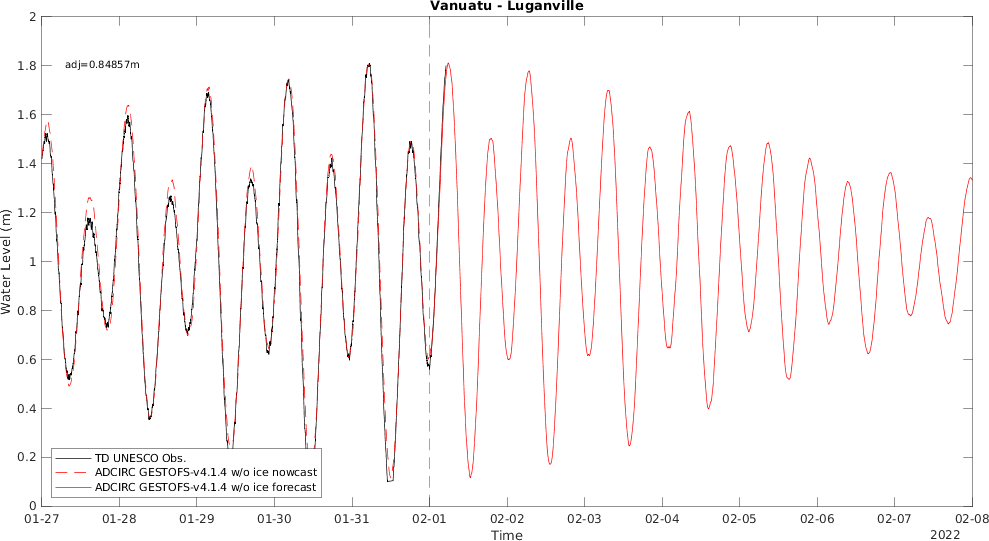 Vanuatu - Luganville
adj=0.84857m
Water Level (m)
2
1.8
1.6
1.4
1.2
1
0.8
0.6
0.4
0.2
0
TD UNESCO Obs.
ADCIRC GESTOFS-v4.1.4 w/o ice nowcast
ADCIRC GESTOFS-v4.1.4 w/o ice forecast
01-27 01-28 01-29 01-30 01-31 02-01 02-02 02-03 02-04 02-05 02-06 02-07 02-08
Time
2022